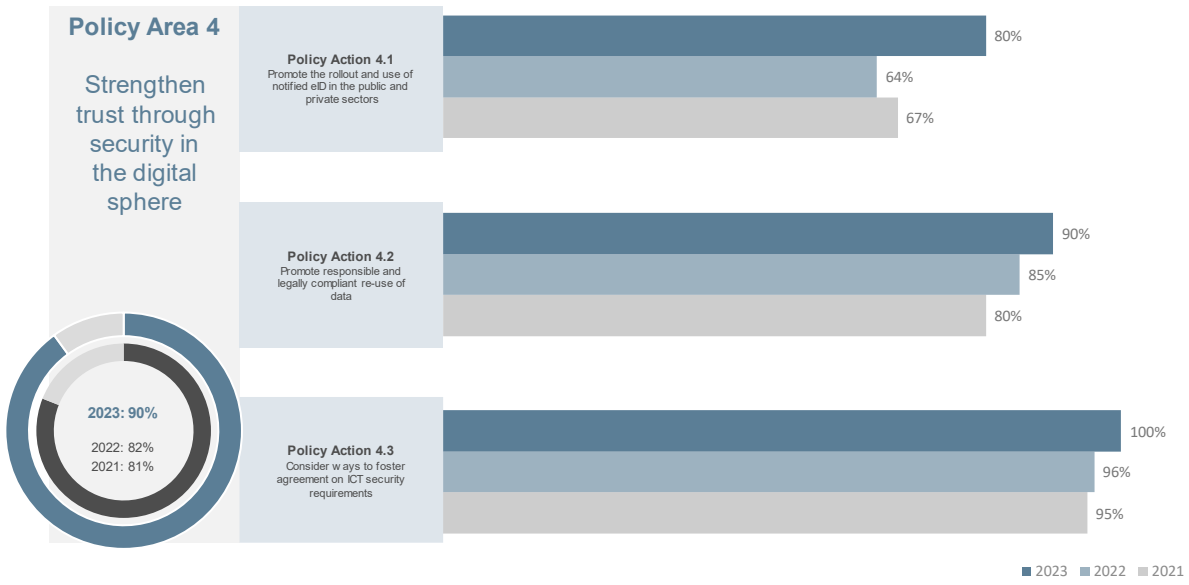 Policy Area 4
Strengthen
trust through
security in
the digital
sphere
2023: 90%
2022: 82%
2021: 81%
Policy Action 4.1
Promote the rollout and use of
notified eID in the public and
private sectors
80%
64%
67%
Policy Action 4.2
Promote responsible and
legally compliant re-use of
data
90%
85%
80%
Policy Action 4.3
Consider ways to foster
agreement on ICT security
requirements
100%
96%
95%
2023 2022 2021